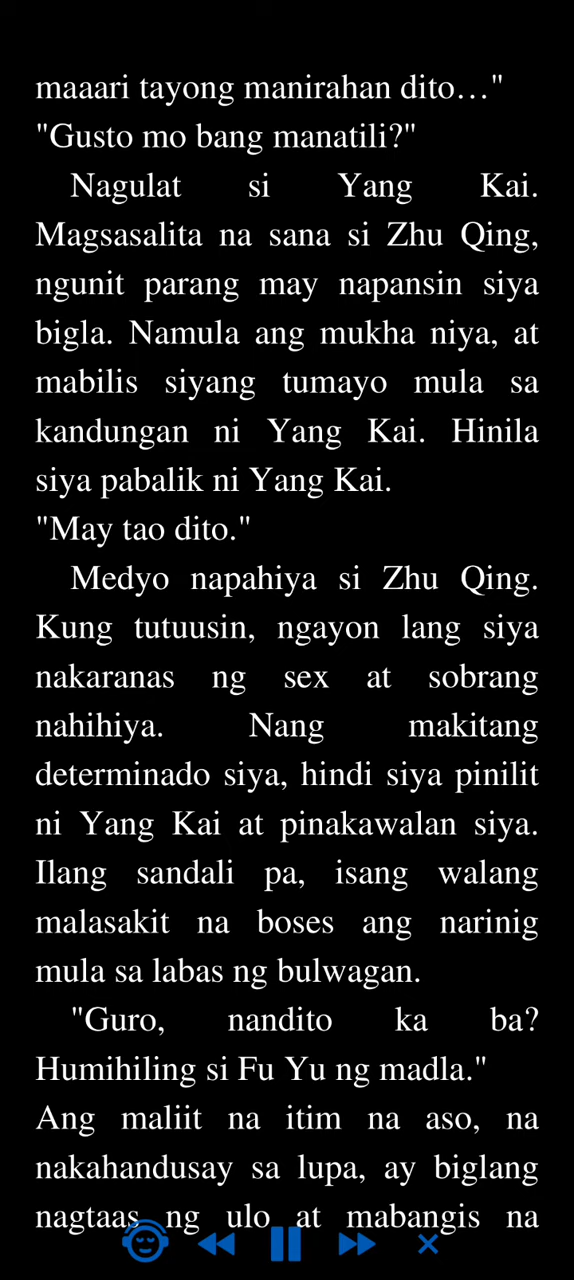 maaari tayong manirahan dito…"
"Gusto mo bang manatili?"
Nagulat si Yang Kai.
Magsasalita na sana si Zhu Qing,
ngunit parang may napansin siya
bigla. Namula ang mukha niya, at
mabilis siyang tumayo mula sa
kandungan ni Yang Kai. Hinila
siya pabalik ni Yang Kai.
"May tao dito."
Medyo napahiya si Zhu Qing.
Kung tutuusin, ngayon lang siya
nakaranas ng sex at sobrang
nahihiya. Nang makitang
determinado siya, hindi siya pinilit
ni Yang Kai at pinakawalan siya.
Ilang sandali pa, isang walang
malasakit na boses ang narinig
mula sa labas ng bulwagan.
"Guro, nandito ka ba?
Humihiling si Fu Yu ng madla."
Ang maliit na itim na aso, na
nakahandusay sa lupa, ay biglang
nagtaas ng ulo at mabangis na